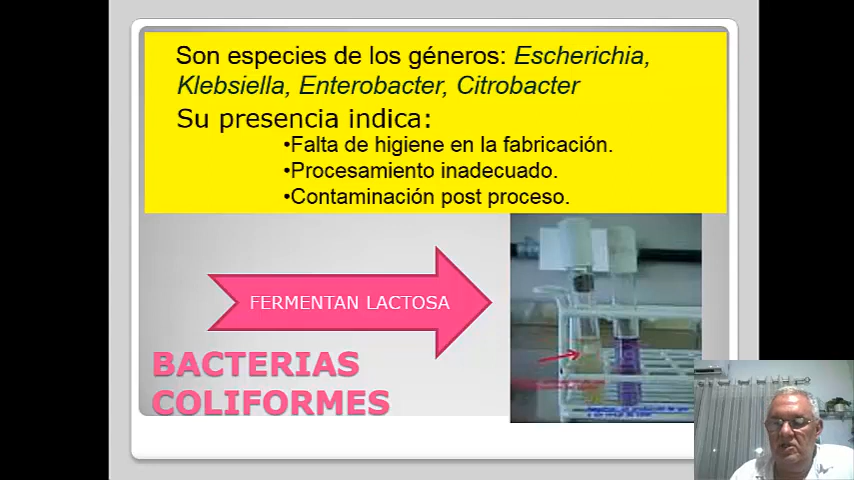 Son especies de los géneros: Escherichia,
Klebsiella, Enterobacter, Citrobacter
Su presencia indica:
•Falta de higiene en la fabricación.
•Procesamiento inadecuado.
•Contaminación post proceso.
FERMENTAN LACTOSA
BACTERIAS
COLIFORMES